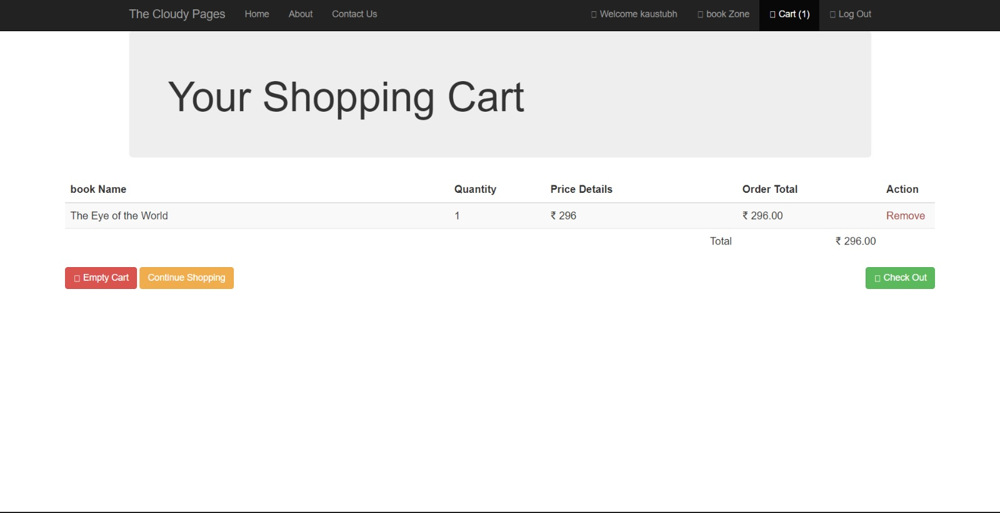 The Cloudy Pages Home About Contact Us Welcome kaustubh book Zone Cart (1) Log Out
Your Shopping Cart
book Name Quantity Price Details Order Total Action
The Eye of the World 1 ₹ 296 ₹ 296.00 Remove
Total ₹ 296.00
Empty Cart Continue Shopping Check Out